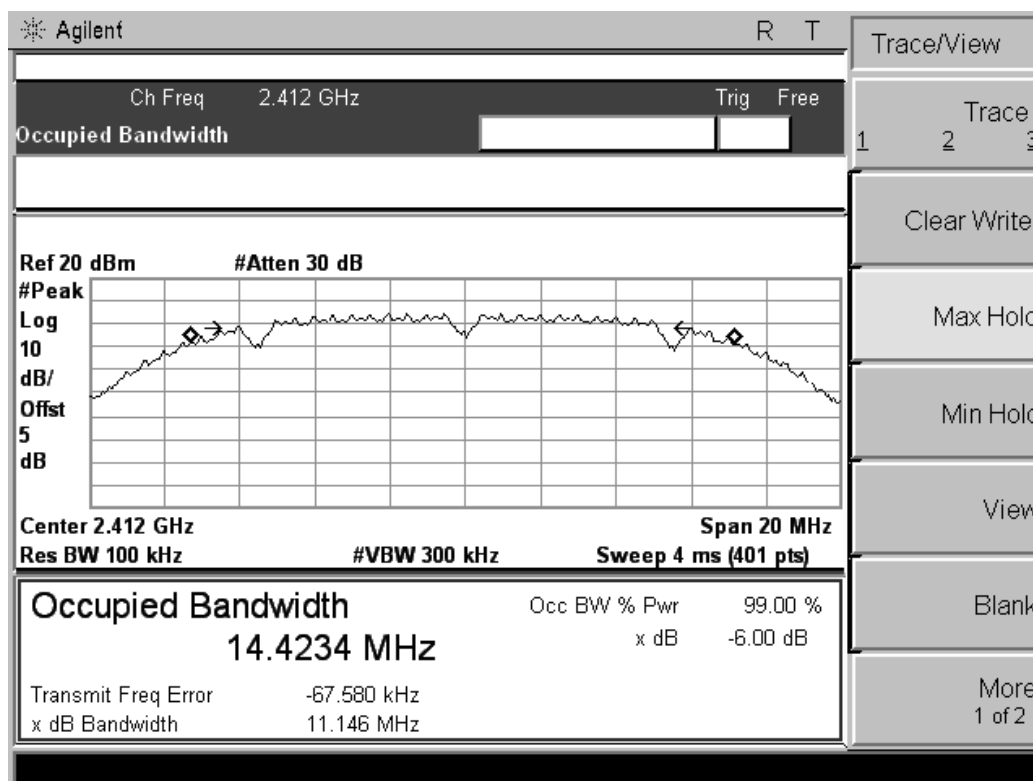 Agilent R T
Ch Freq 2.412 GHz Trig Free
Occupied Bandwidth
Ref 20 dBm #Atten 30 dB
#Peak
Log
10
dB/
Offst
5
dB
Center 2.412 GHz Span 20 MHz
Res BW 100 kHz #VBW 300 kHz Sweep 4 ms (401 pts)
Occupied Bandwidth
14.4234 MHz
Occ BW % Pwr 99.00 %
x dB -6.00 dB
Transmit Freq Error -67.580 kHz
x dB Bandwidth 11.146 MHz
Trace/View
Trace
1 2 3
Clear Write
Max Hold
Min Hold
View
Blank
More
1 of 2